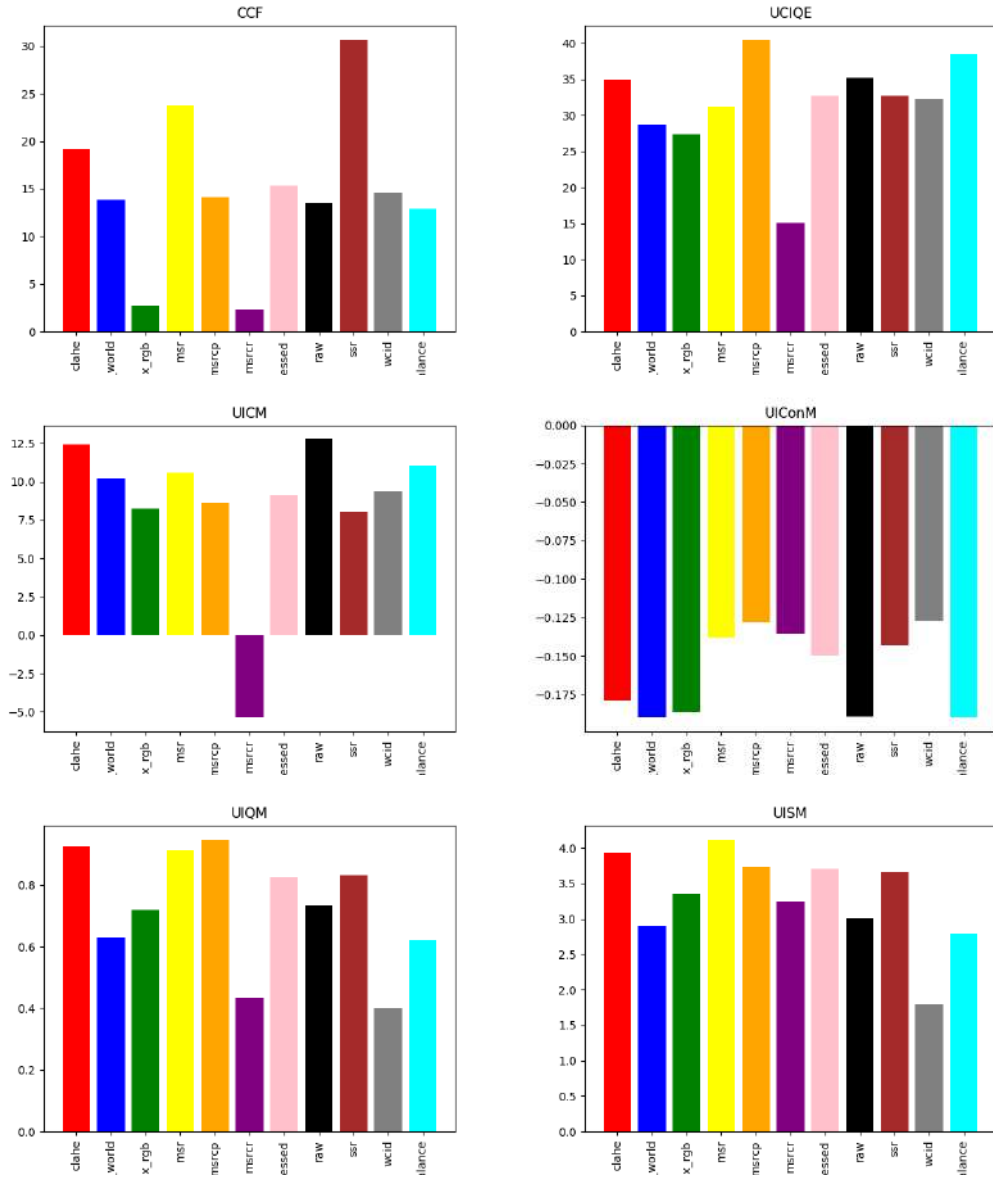 CCF
30
25
20
15
10
5
0
clahe
_world
x_rgb
msr
msrcp
msrcr
essed
raw
ssr
wcid
alance
UCIQE
40
35
30
25
20
15
10
5
0
clahe
_world
x_rgb
msr
msrcp
msrcr
essed
raw
ssr
wcid
alance
UICM
12.5
10.0
7.5
5.0
2.5
0.0
−2.5
−5.0
clahe
_world
x_rgb
msr
msrcp
msrcr
essed
raw
ssr
wcid
alance
UIConM
0.000
−0.025
−0.050
−0.075
−0.100
−0.125
−0.150
−0.175
clahe
_world
x_rgb
msr
msrcp
msrcr
essed
raw
ssr
wcid
alance
UIQM
0.8
0.6
0.4
0.2
0.0
clahe
_world
x_rgb
msr
msrcp
msrcr
essed
raw
ssr
wcid
alance
UISM
4.0
3.5
3.0
2.5
2.0
1.5
1.0
0.5
0.0
clahe
_world
x_rgb
msr
msrcp
msrcr
essed
raw
ssr
wcid
alance